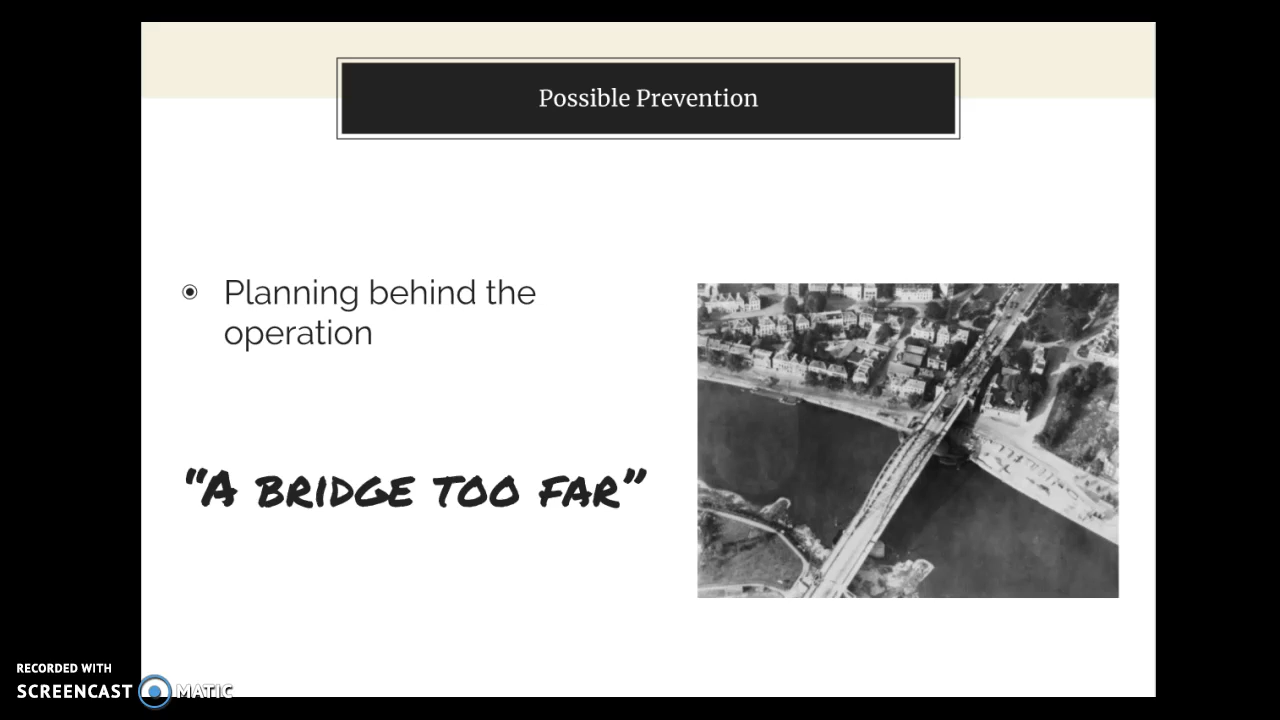 Possible Prevention
Planning behind the
operation
“A BRIDGE TOO FAR”
RECORDED WITH
SCREENCAST MATIC